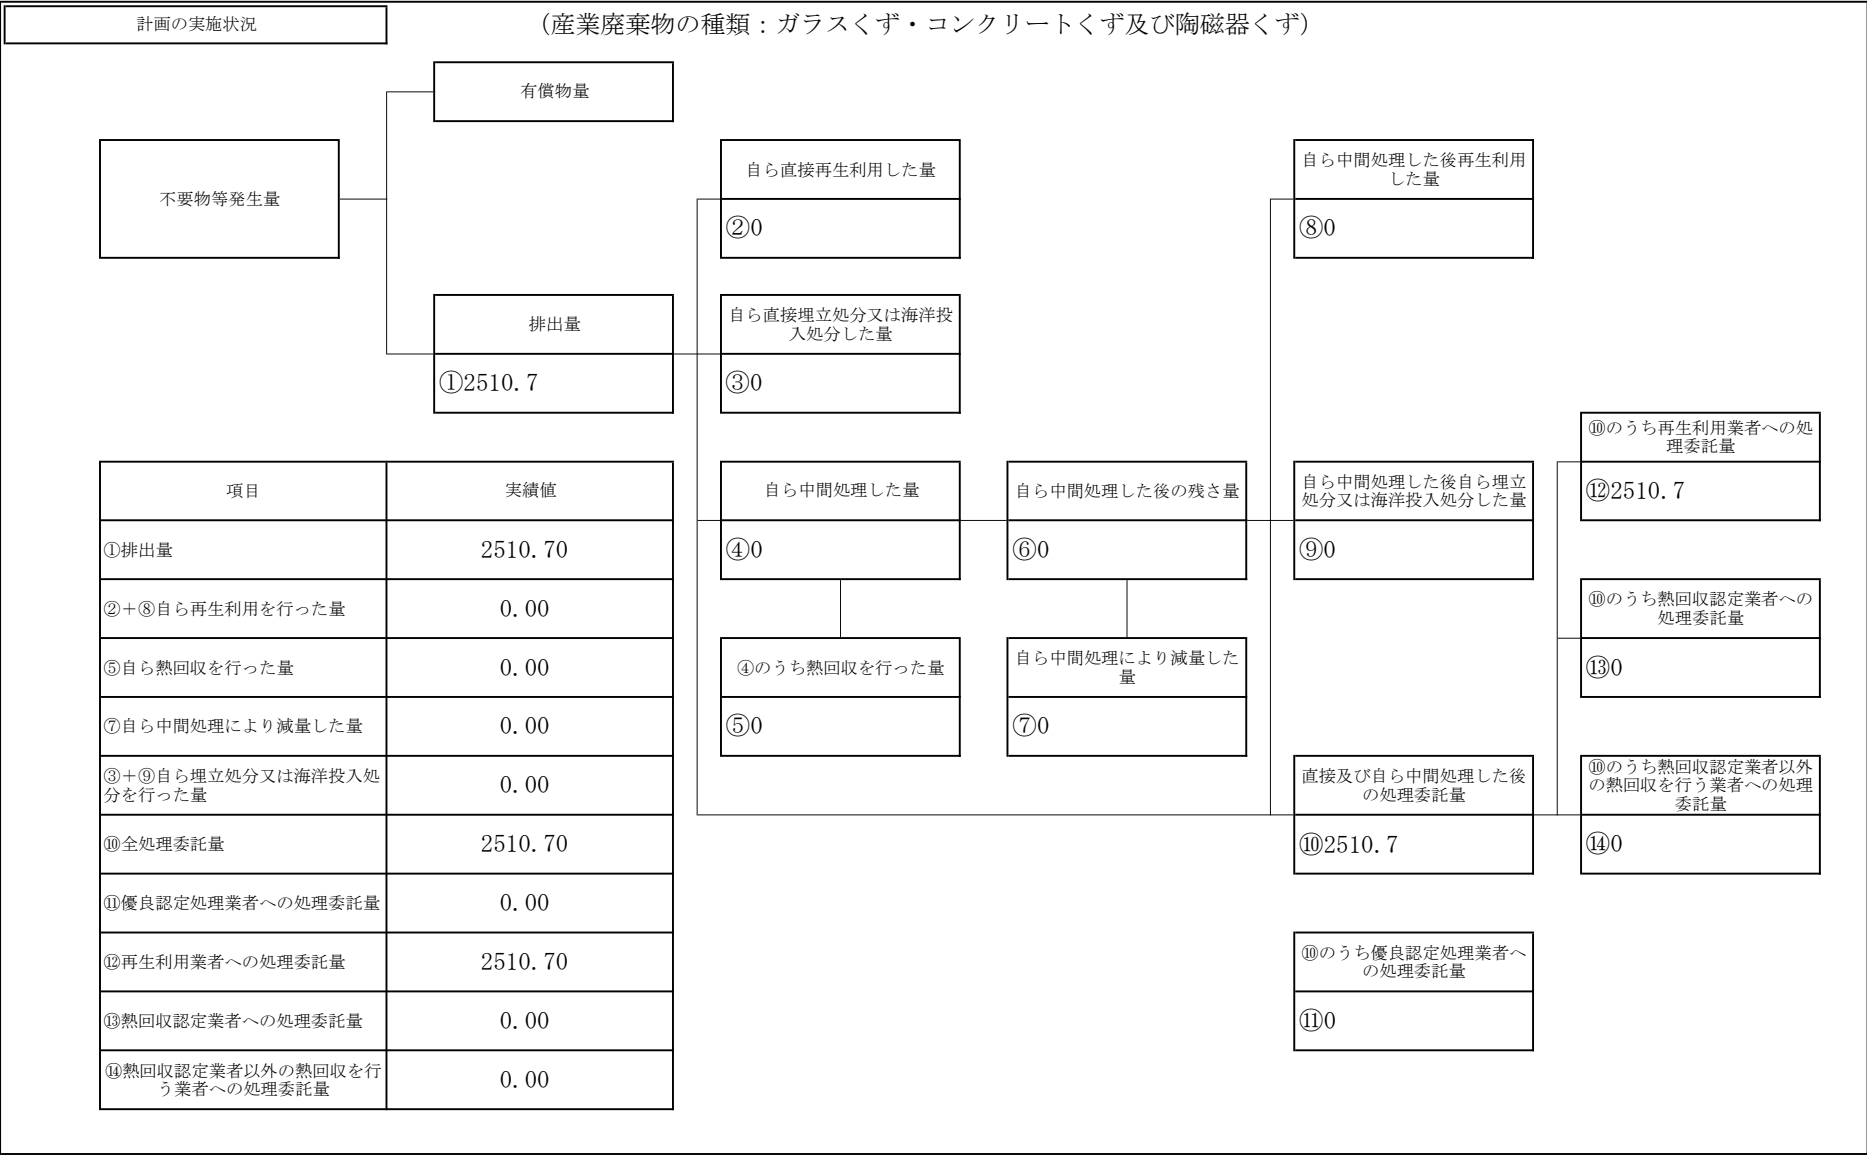 計画の実施状況
（産業廃棄物の種類：ガラスくず・コンクリートくず及び陶磁器くず）
有償物量
不要物等発生量
自ら直接再生利用した量
②0
自ら中間処理した後再生利用
した量
⑧0
排出量
①2510.7
自ら直接埋立処分又は海洋投
入処分した量
③0
⑩のうち再生利用業者への処
理委託量
⑫2510.7
自ら中間処理した量
④0
自ら中間処理した後の残さ量
⑥0
自ら中間処理した後自ら埋立
処分又は海洋投入処分した量
⑨0
⑩のうち熱回収認定業者への
処理委託量
⑬0
④のうち熱回収を行った量
⑤0
自ら中間処理により減量した
量
⑦0
直接及び自ら中間処理した後
の処理委託量
⑩2510.7
⑩のうち熱回収認定業者以外
の熱回収を行う業者への処理
委託量
⑭0
⑩のうち優良認定処理業者へ
の処理委託量
⑪0
項目 実績値
①排出量 2510.70
②＋⑧自ら再生利用を行った量 0.00
⑤自ら熱回収を行った量 0.00
⑦自ら中間処理により減量した量 0.00
③＋⑨自ら埋立処分又は海洋投入処
分を行った量 0.00
⑩全処理委託量 2510.70
⑪優良認定処理業者への処理委託量 0.00
⑫再生利用業者への処理委託量 2510.70
⑬熱回収認定業者への処理委託量 0.00
⑭熱回収認定業者以外の熱回収を行
う業者への処理委託量 0.00